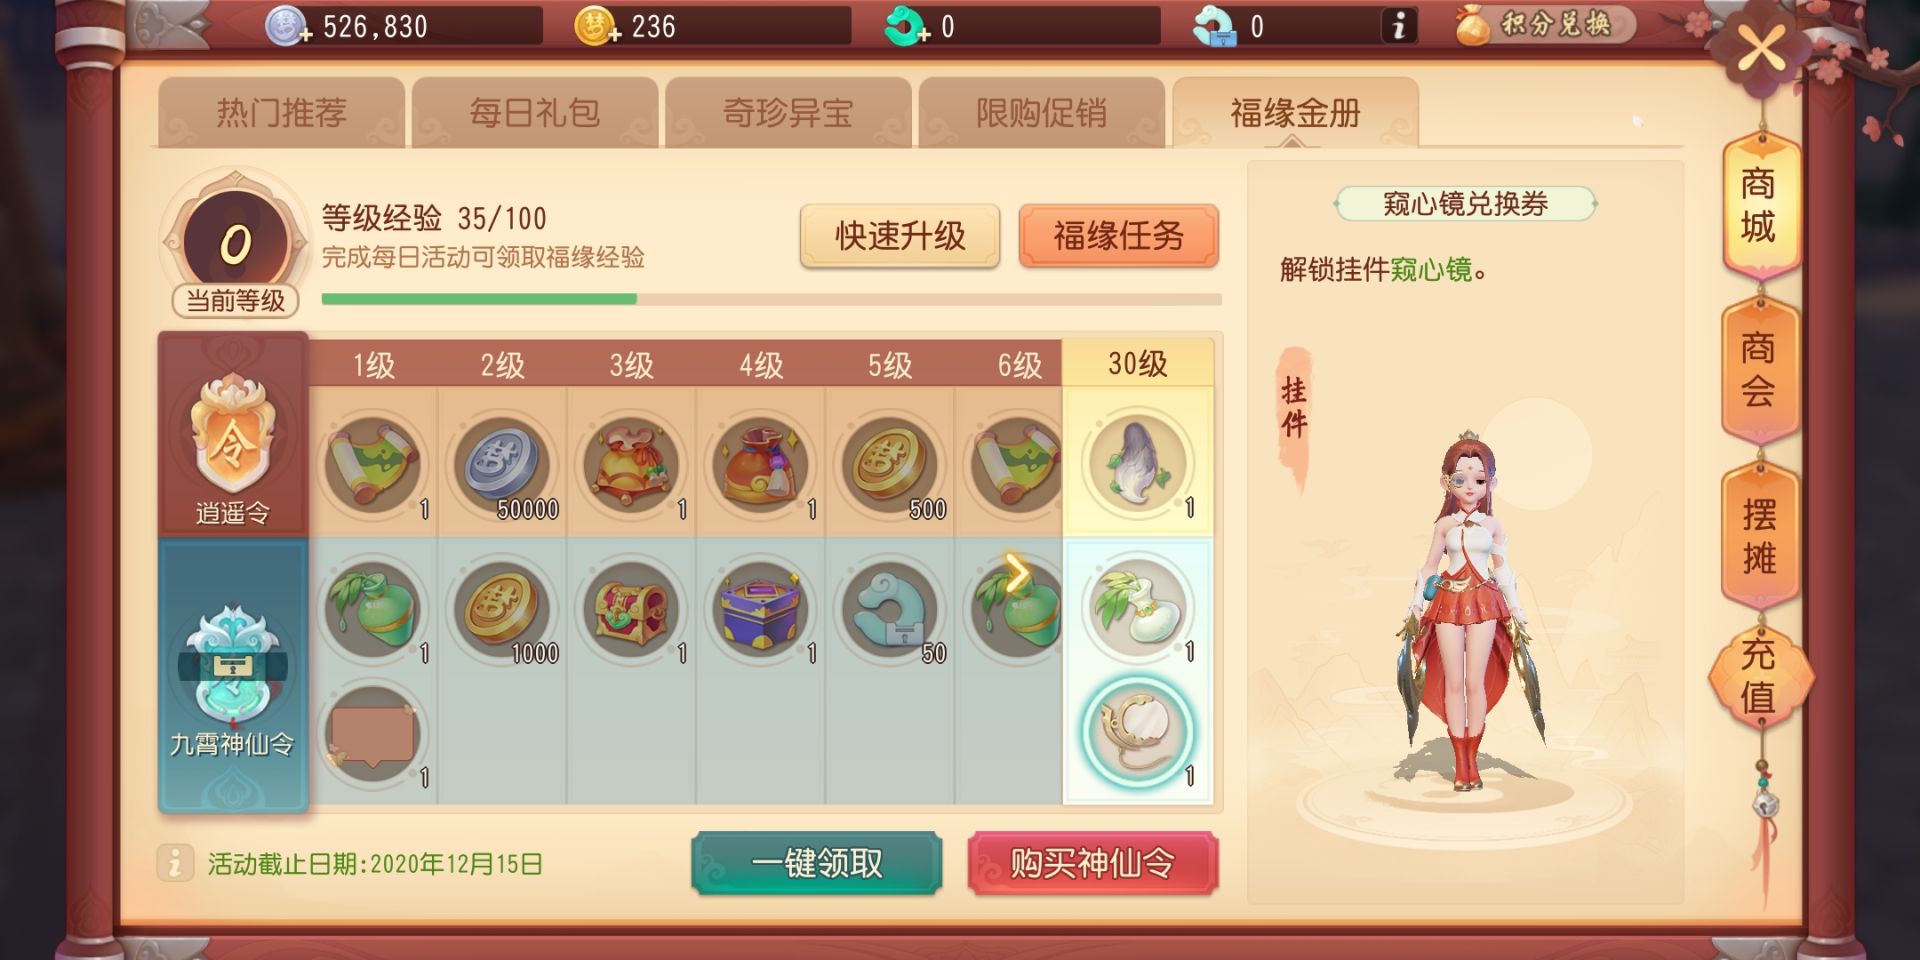 526,830
236
0
0
积分兑换
热门推荐
每日礼包
奇珍异宝
限购促销
福缘金册
0
当前等级
等级经验 35/100
完成每日活动可领取福缘经验
快速升级
福缘任务
1级
2级
3级
4级
5级
6级
30级
令
逍遥令
1
梦
50000
1
1
梦
500
1
九霄神仙令
1
梦
1000
1
1
50
1
1
1
活动截止日期:2020年12月15日
一键领取
购买神仙令
窥心镜兑换券
解锁挂件窥心镜。
挂件
商城
商会
摆摊
充值